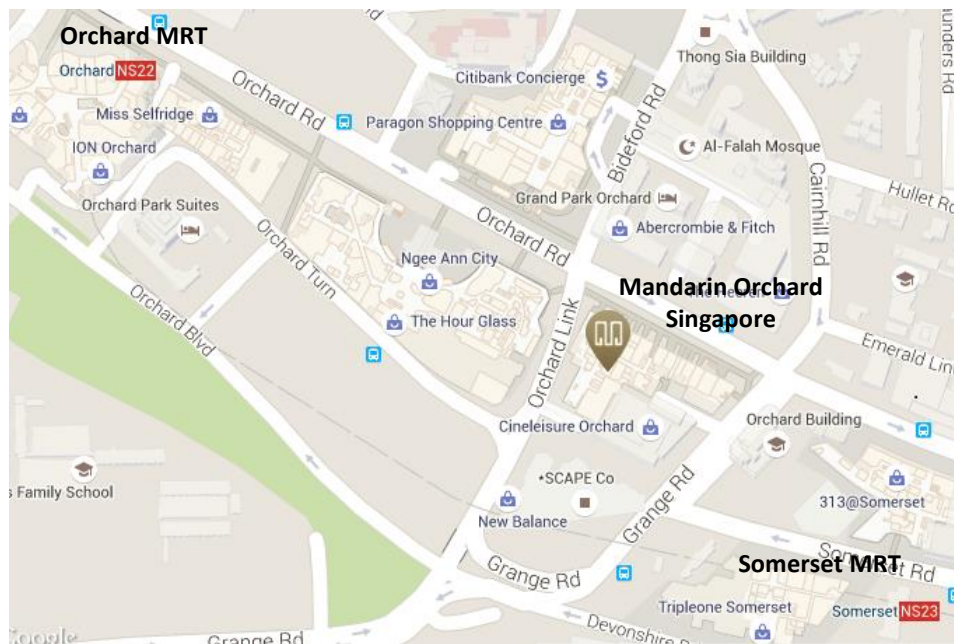 Orchard MRT
Orchard NS22
Miss Selfridge
ION Orchard
Orchard Park Suites
Orchard Rd
Citibank Concierge
Paragon Shopping Centre
Thong Sia Building
Bideford Rd
Al-Falah Mosque
Cairnhill Rd
Hullet Rd
Grand Park Orchard
Abercrombie & Fitch
Orchard Rd
Ngee Ann City
The Hour Glass
Orchard Turn
Orchard Blvd
Orchard Link
Mandarin Orchard
Singapore
Emerald Link
Cineleisure Orchard
Orchard Building
*SCAPE Co
New Balance
Grange Rd
313@Somerset
s Family School
Somerset Rd
Somerset MRT
Grange Rd
Tripleone Somerset
Somerset NS23
Google
Grange Rd